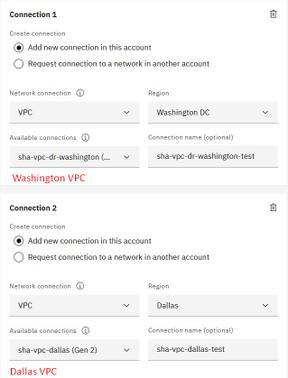 Connection 1
Create connection
Add new connection in this account
Request connection to a network in another account
Network connection
Region
VPC
Washington DC
Available connections
Connection name (optional)
sha-vpc-dr-washington (...
sha-vpc-dr-washington-test
Washington VPC
Connection 2
Create connection
Add new connection in this account
Request connection to a network in another account
Network connection
Region
VPC
Dallas
Available connections
Connection name (optional)
sha-vpc-dallas (Gen 2)
sha-vpc-dallas-test
Dallas VPC